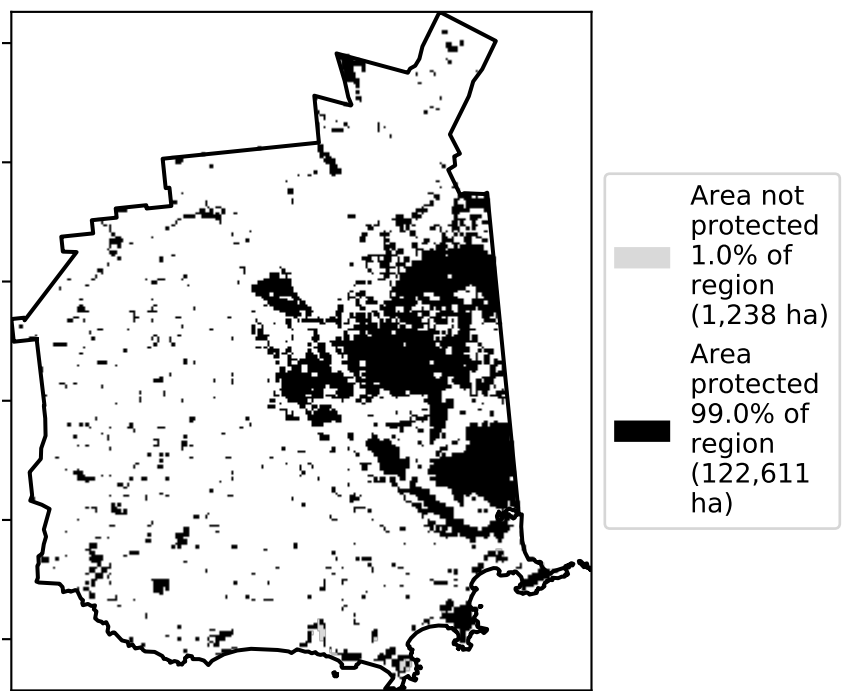 Area not
protected
1.0% of
region
(1,238 ha)
Area
protected
99.0% of
region
(122,611
ha)